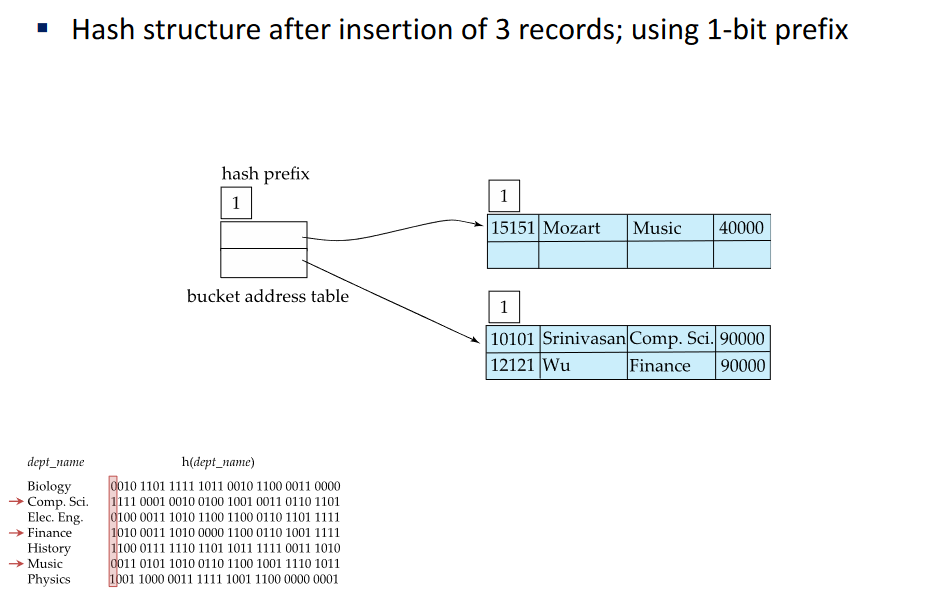 ▪ Hash structure after insertion of 3 records; using 1-bit prefix
hash prefix
1
bucket address table
1
15151 Mozart Music 40000
1
10101 Srinivasan Comp. Sci. 90000
12121 Wu Finance 90000
dept_name h(dept_name)
Biology 0010 1101 1111 1011 0010 1100 0011 0000
Comp. Sci. 1111 0001 0010 0100 1001 0011 0110 1101
Elec. Eng. 0100 0011 1010 1100 1100 0110 1101 1111
Finance 1010 0011 1010 0000 1100 0110 1001 1111
History 1100 0111 1110 1101 1011 1111 0011 1010
Music 0011 0101 1010 0110 1100 1001 1110 1011
Physics 1001 1000 0011 1111 1001 1100 0000 0001